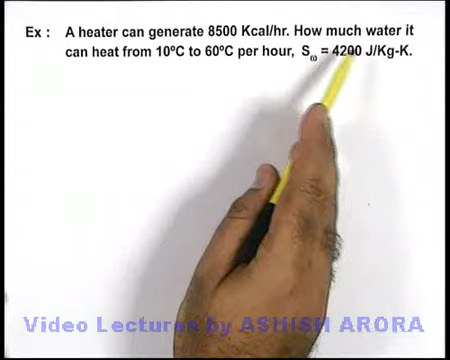 Ex : A heater can generate 8500 Kcal/hr. How much water it
can heat from 10ºC to 60ºC per hour, Sω = 4200 J/Kg-K.
Video Lectures by ASHISH ARORA